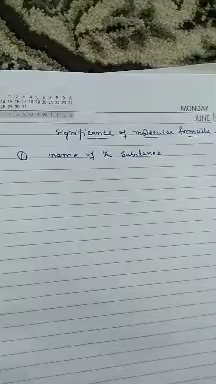 MONDAY
JUNE
Significance of molecular formula.
① name of the substance